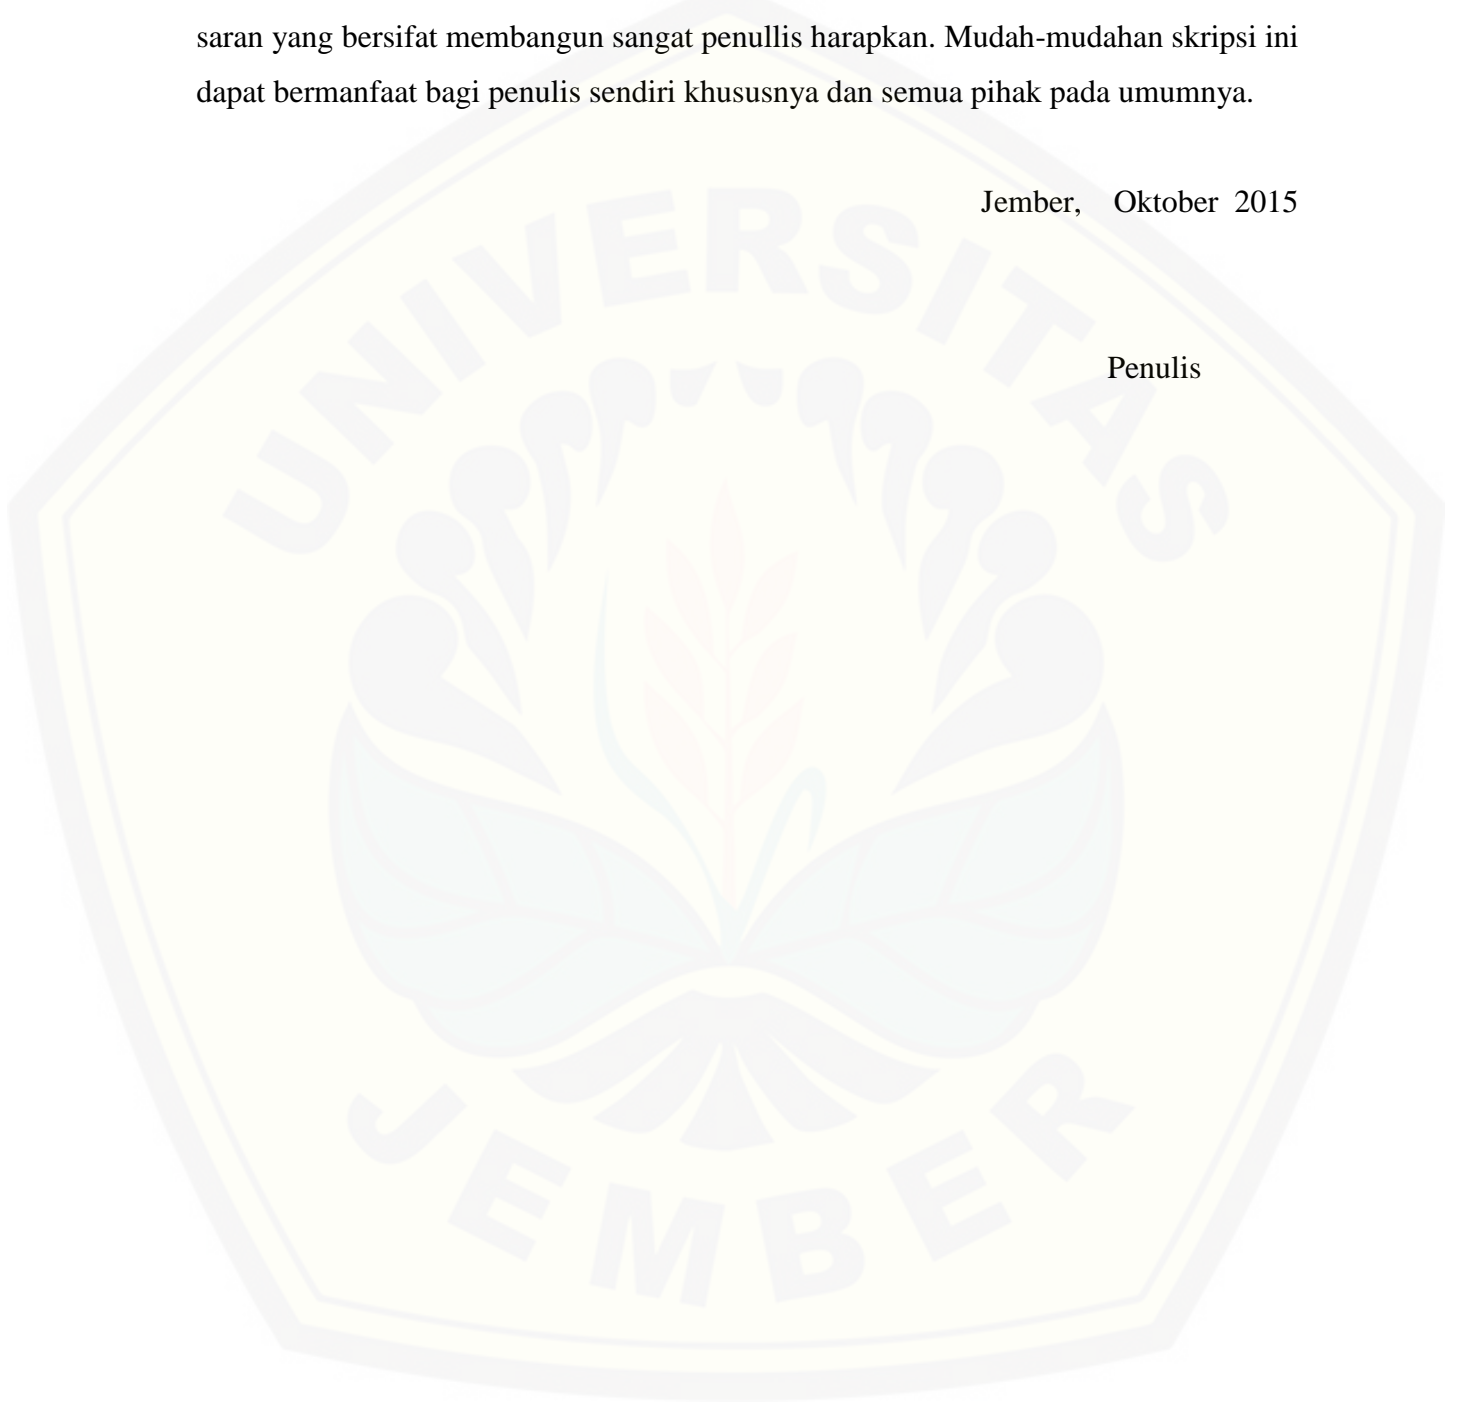 saran yang bersifat membangun sangat penullis harapkan. Mudah-mudahan skripsi ini
dapat bermanfaat bagi penulis sendiri khususnya dan semua pihak pada umumnya.
Jember, Oktober 2015
Penulis
UNIVERSITAS
JEMBER